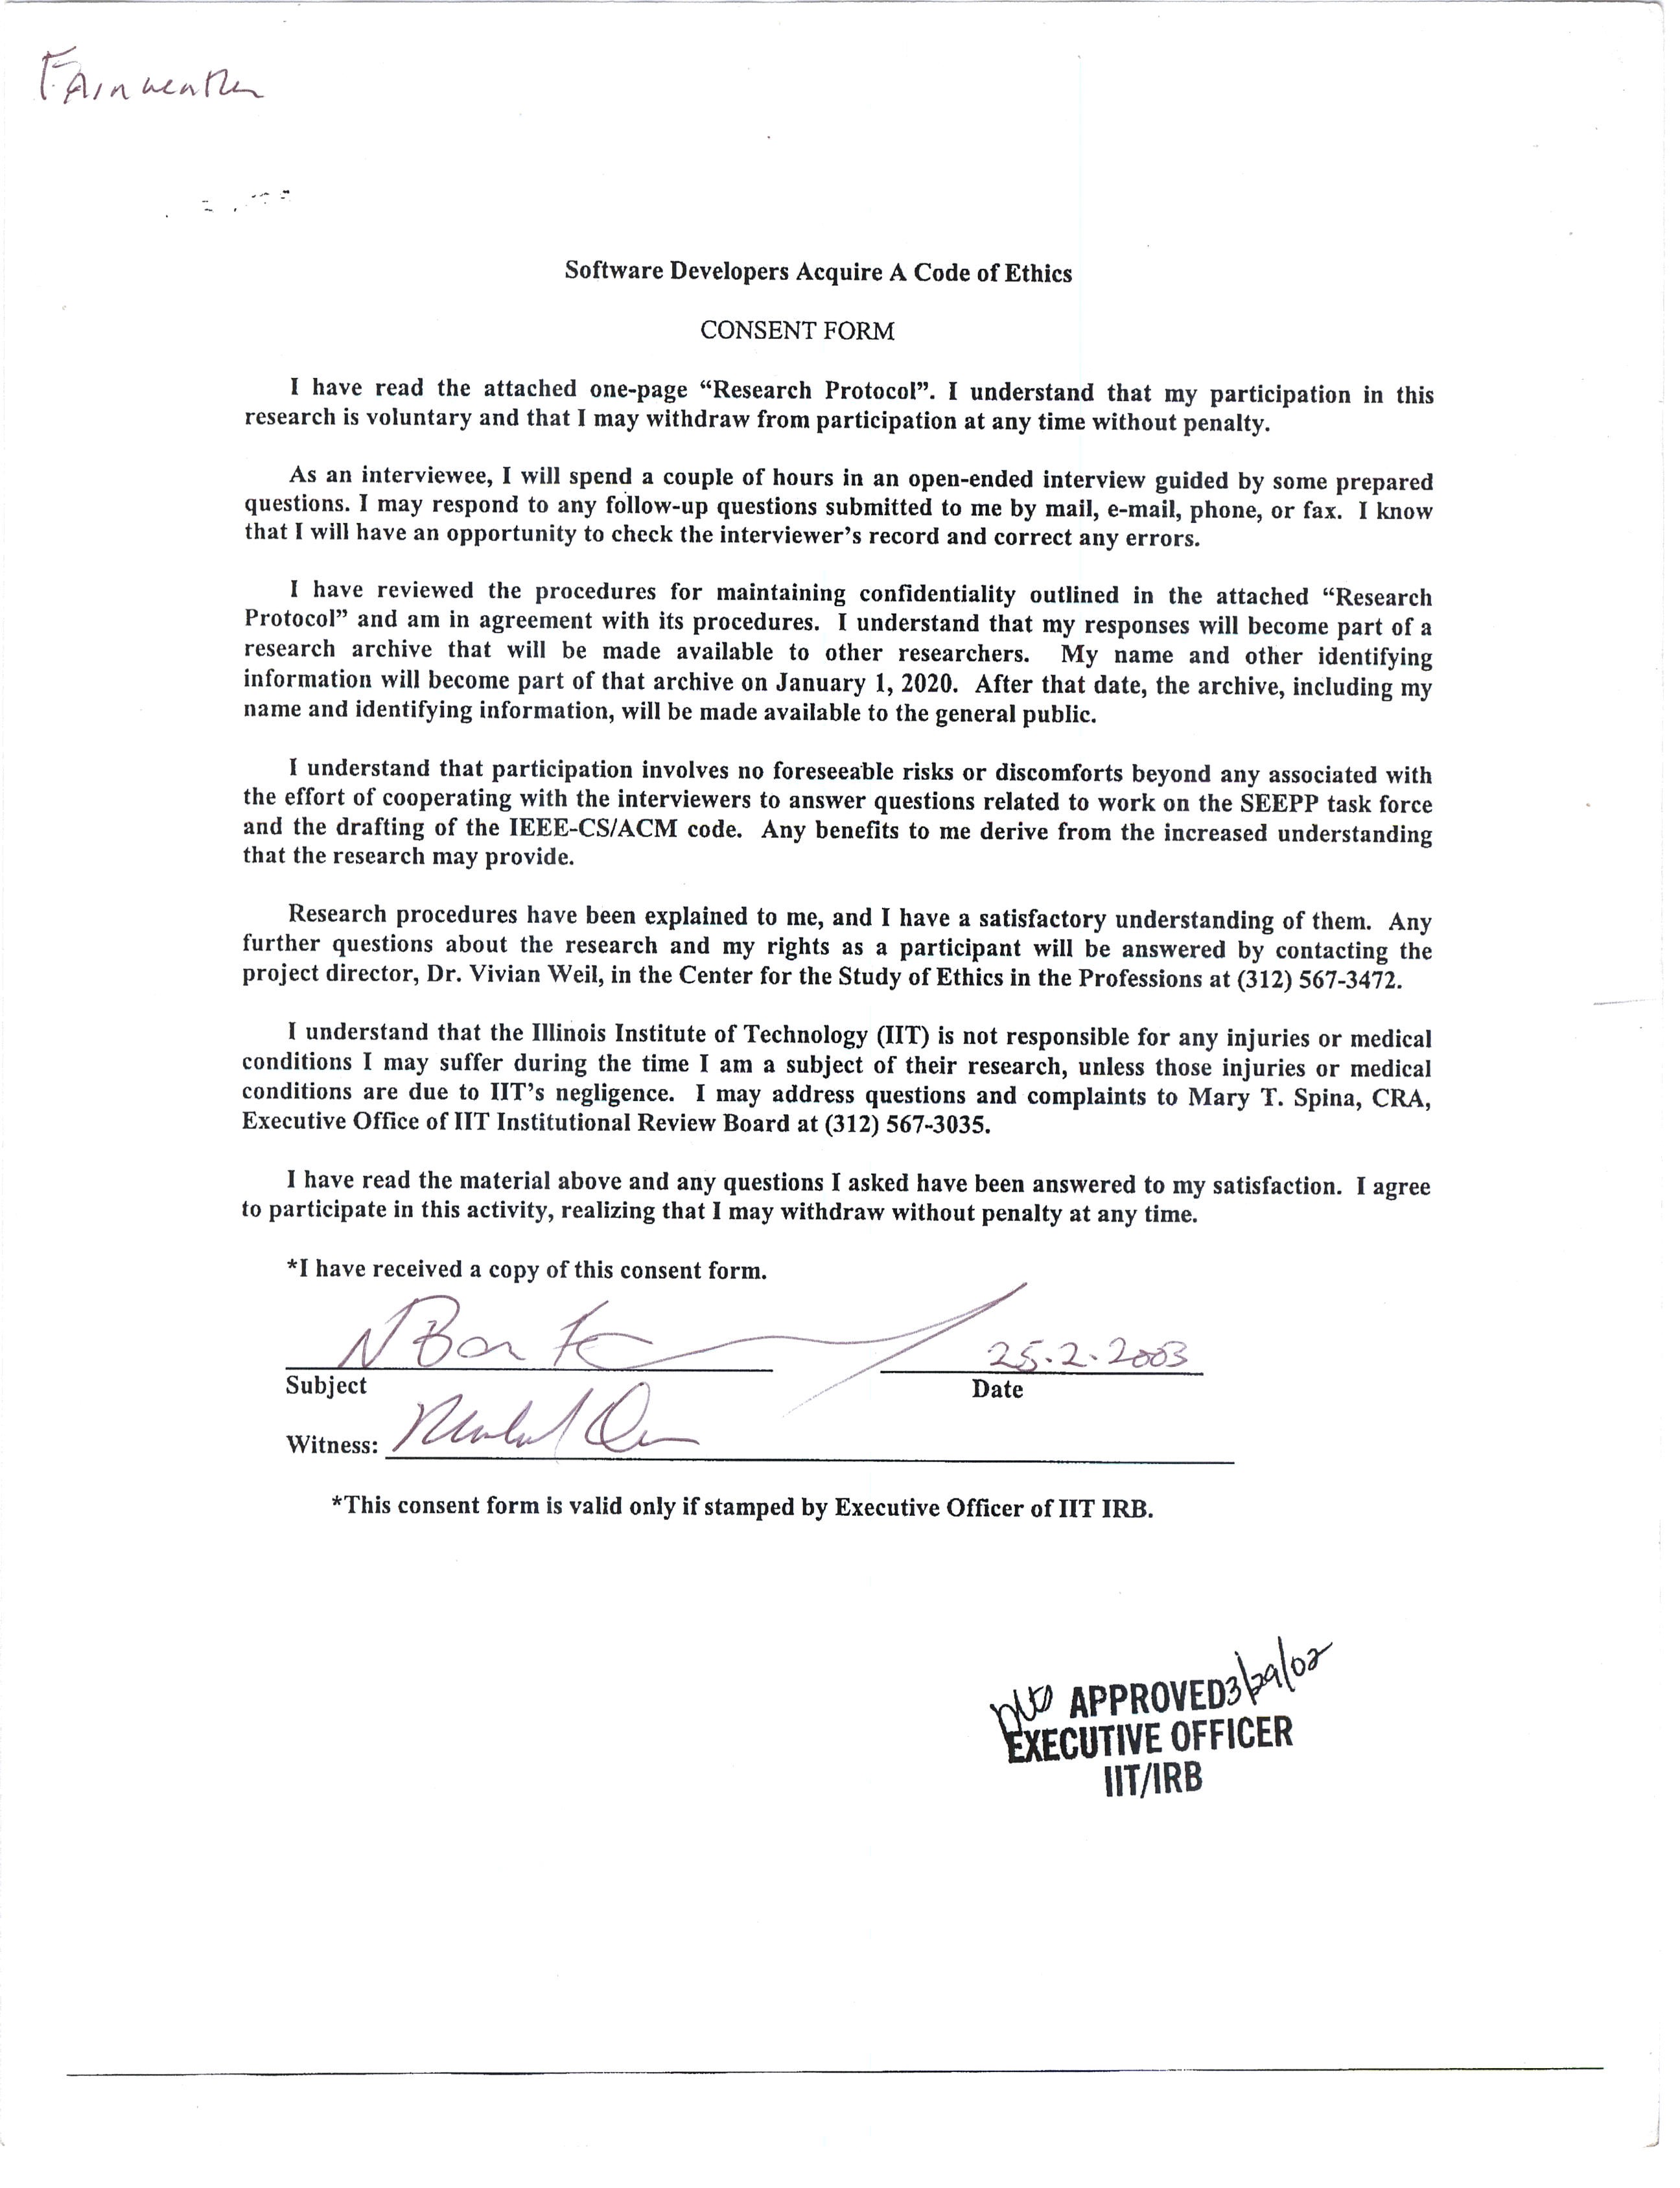 Fairweather
Software Developers Acquire A Code of Ethics
CONSENT FORM
I have read the attached one-page “Research Protocol”. I understand that my participation in this
research is voluntary and that I may withdraw from participation at any time without penalty.
As an interviewee, I will spend a couple of hours in an open-ended interview guided by some prepared
questions. I may respond to any follow-up questions submitted to me by mail, e-mail, phone, or fax. I know
that I will have an opportunity to check the interviewer’s record and correct any errors.
I have reviewed the procedures for maintaining confidentiality outlined in the attached “Research
Protocol” and am in agreement with its procedures. I understand that my responses will become part of a
research archive that will be made available to other researchers. My name and other identifying
information will become part of that archive on January 1, 2020. After that date, the archive, including my
name and identifying information, will be made available to the general public.
I understand that participation involves no foreseeable risks or discomforts beyond any associated with
the effort of cooperating with the interviewers to answer questions related to work on the SEEPP task force
and the drafting of the IEEE-CS/ACM code. Any benefits to me derive from the increased understanding
that the research may provide.
Research procedures have been explained to me, and I have a satisfactory understanding of them. Any
further questions about the research and my rights as a participant will be answered by contacting the
project director, Dr. Vivian Weil, in the Center for the Study of Ethics in the Professions at (312) 567-3472.
I understand that the Illinois Institute of Technology (IIT) is not responsible for any injuries or medical
conditions I may suffer during the time I am a subject of their research, unless those injuries or medical
conditions are due to IIT’s negligence. I may address questions and complaints to Mary T. Spina, CRA,
Executive Office of IIT Institutional Review Board at (312) 567-3035.
I have read the material above and any questions I asked have been answered to my satisfaction. I agree
to participate in this activity, realizing that I may withdraw without penalty at any time.
*I have received a copy of this consent form.
25.2.2003
Subject Date
Witness:
*This consent form is valid only if stamped by Executive Officer of IIT IRB.
APPROVED 3/29/02
EXECUTIVE OFFICER
IIT/IRB